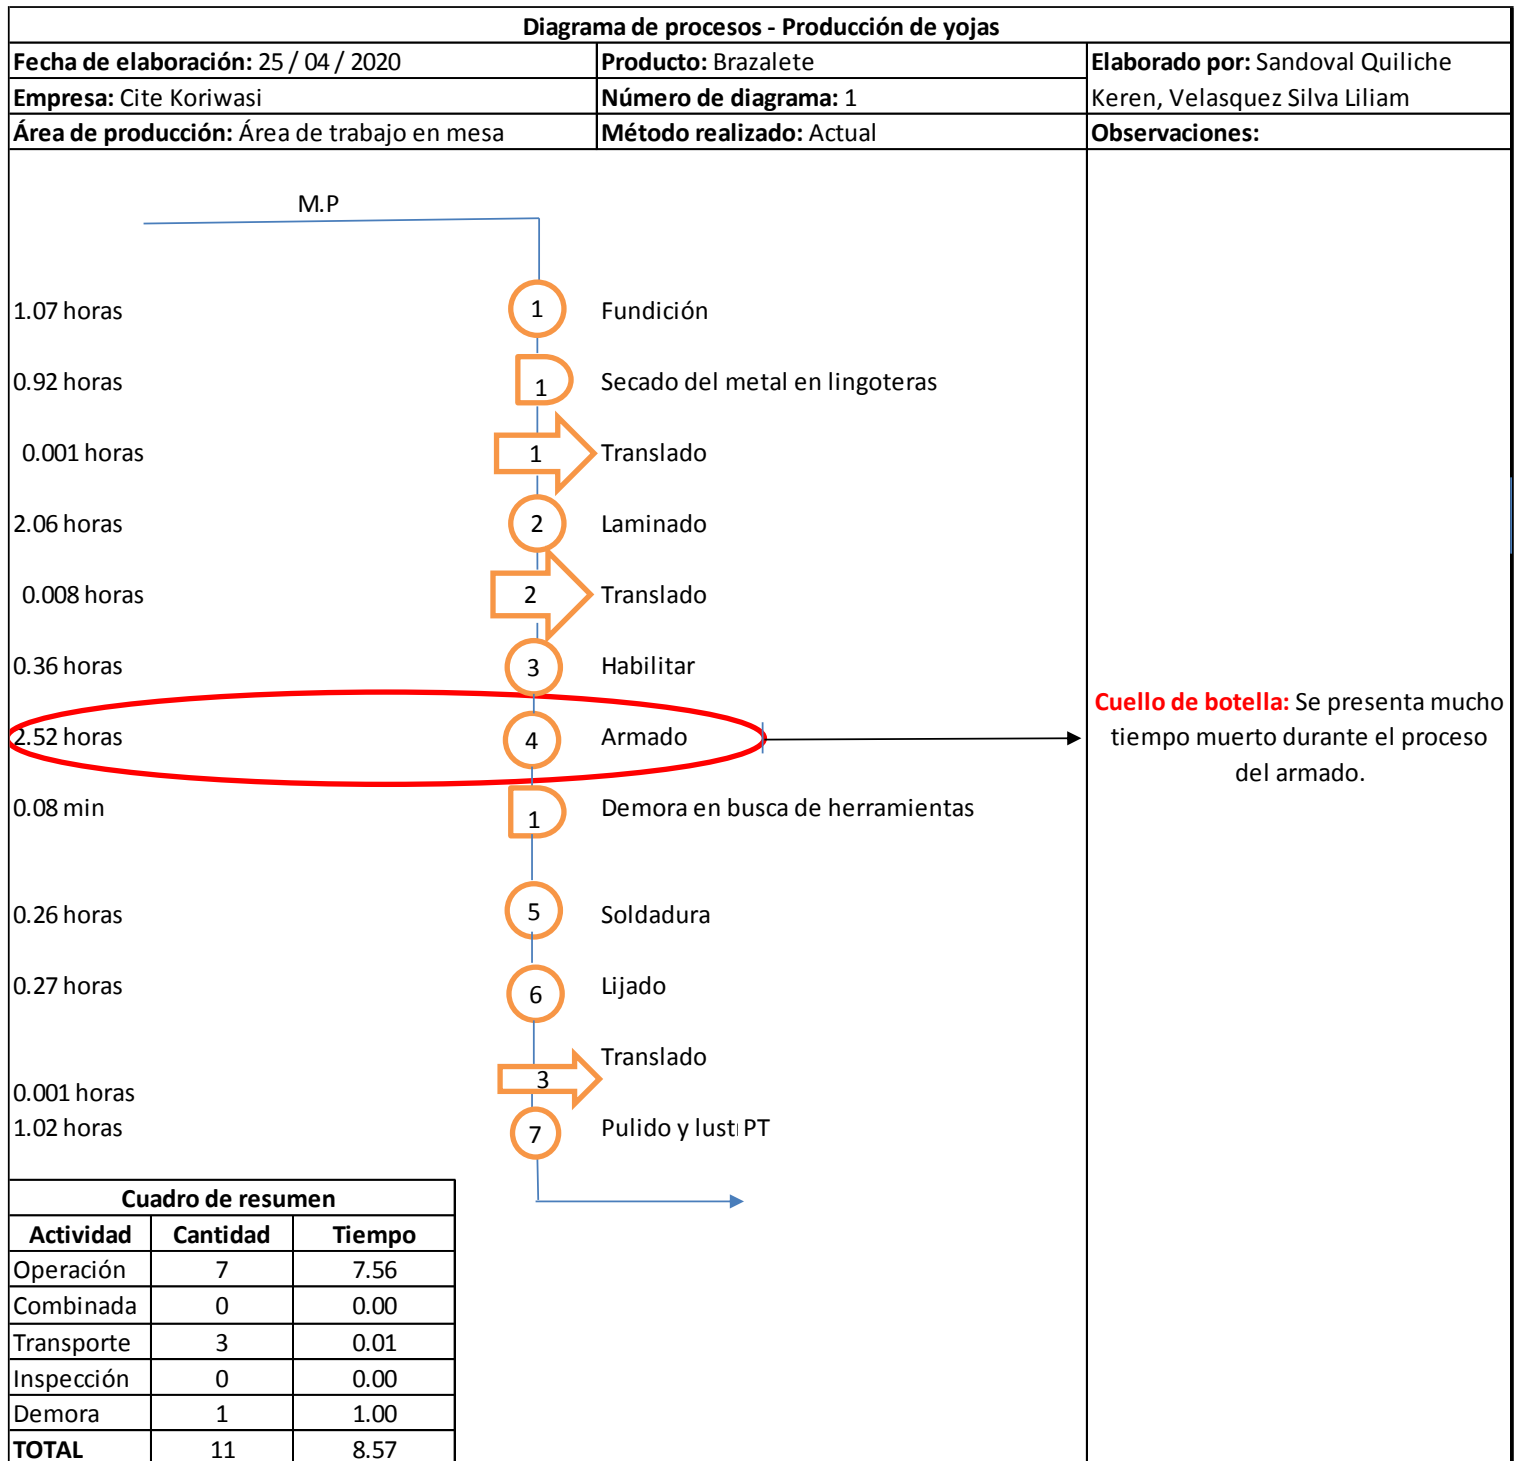 Diagrama de procesos - Producción de yojas
Fecha de elaboración: 25 / 04 / 2020
Producto: Brazalete
Elaborado por: Sandoval Quiliche
Keren, Velasquez Silva Liliam
Empresa: Cite Koriwasi
Número de diagrama: 1
Área de producción: Área de trabajo en mesa
Método realizado: Actual
Observaciones:
M.P
1.07 horas 1 Fundición
0.92 horas 1 Secado del metal en lingoteras
0.001 horas 1 Translado
2.06 horas 2 Laminado
0.008 horas 2 Translado
0.36 horas 3 Habilitar
2.52 horas 4 Armado
Cuello de botella: Se presenta mucho
tiempo muerto durante el proceso
del armado.
0.08 min 1 Demora en busca de herramientas
0.26 horas 5 Soldadura
0.27 horas 6 Lijado
0.001 horas 3 Translado
1.02 horas 7 Pulido y PT
Cuadro de resumen
Actividad Cantidad Tiempo
Operación 7 7.56
Combinada 0 0.00
Transporte 3 0.01
Inspección 0 0.00
Demora 1 1.00
TOTAL 11 8.57